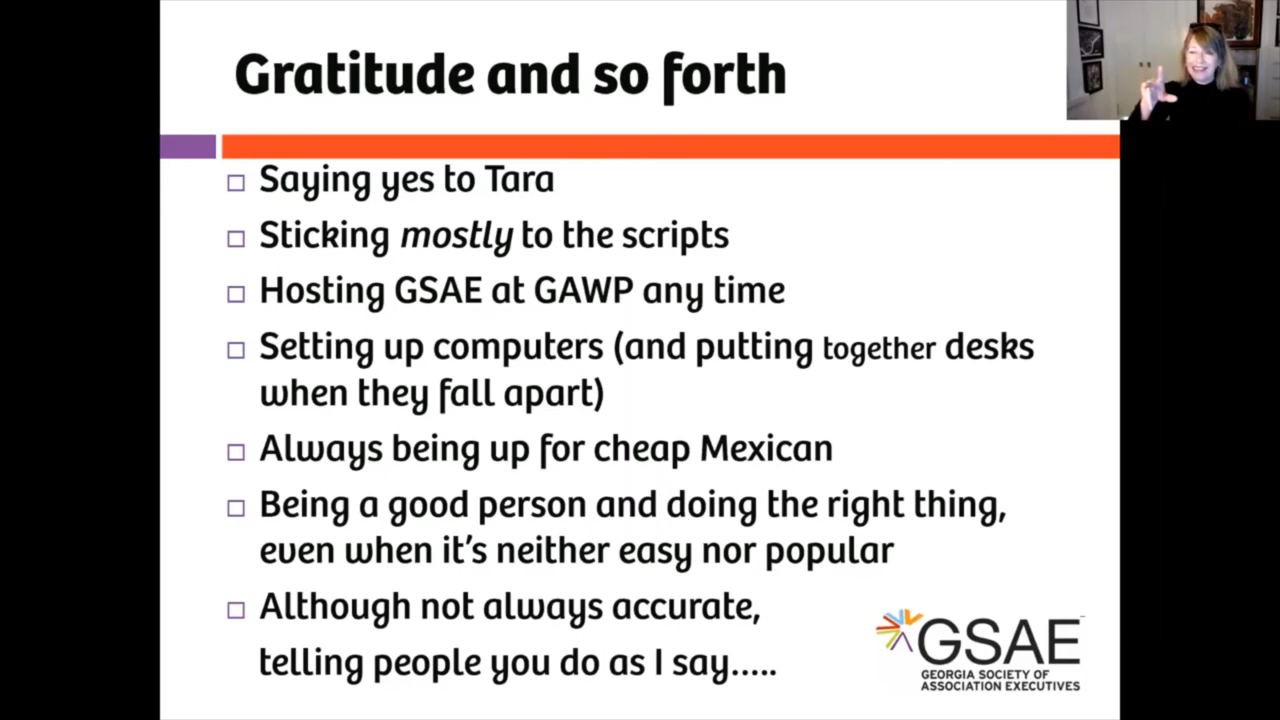 Gratitude and so forth
Saying yes to Tara
Sticking mostly to the scripts
Hosting GSAE at GAWP any time
Setting up computers (and putting together desks
when they fall apart)
Always being up for cheap Mexican
Being a good person and doing the right thing,
even when it's neither easy nor popular
Although not always accurate,
telling people you do as I say.....
GSAE
GEORGIA SOCIETY OF
ASSOCIATION EXECUTIVES